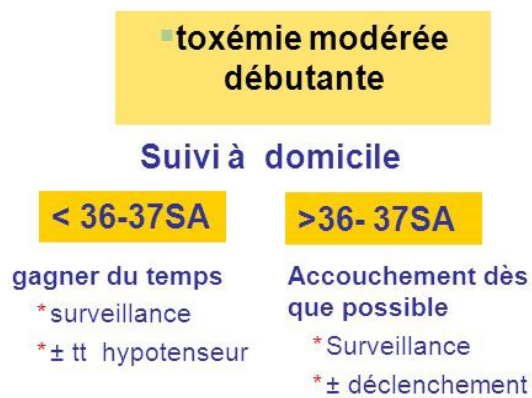 toxémie modérée
débutante
Suivi à domicile
< 36-37SA
gagner du temps
* surveillance
* ± tt hypotenseur
>36- 37SA
Accouchement dès
que possible
* Surveillance
* ± déclenchement